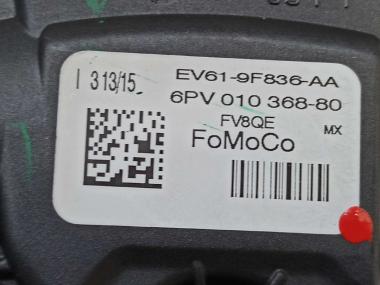 I 313/15
EV61-9F836-AA
6PV 010 368-80
FV8QE
MX
FoMoCo